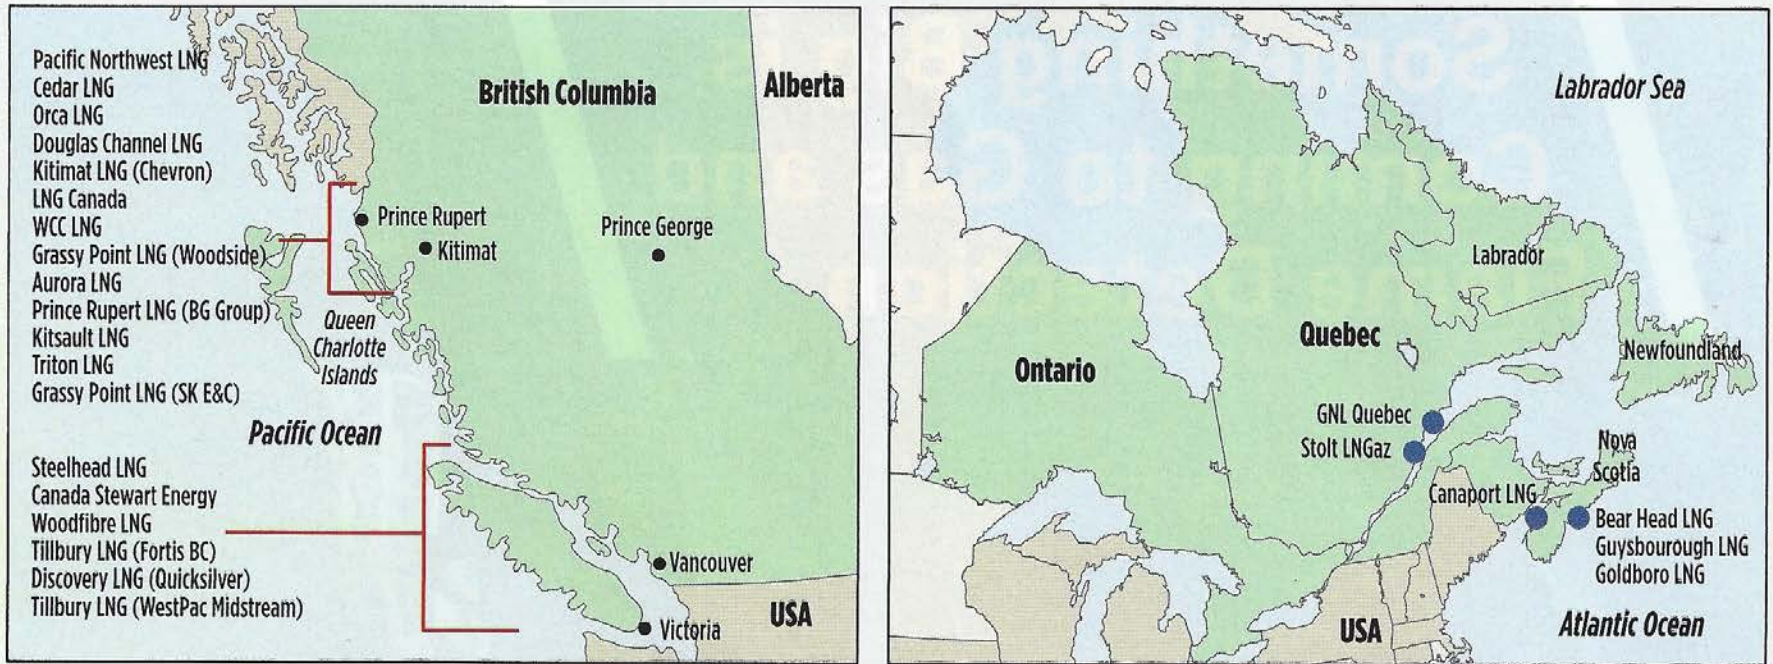 Pacific Northwest LNG
Cedar LNG
Orca LNG
Douglas Channel LNG
Kitimat LNG (Chevron)
LNG Canada
WCC LNG
Grassy Point LNG (Woodside)
Aurora LNG
Prince Rupert LNG (BG Group)
Kitsault LNG
Triton LNG
Grassy Point LNG (SK E&C)
British Columbia
Alberta
Prince Rupert
Kitimat
Prince George
Queen
Charlotte
Islands
Pacific Ocean
Steelhead LNG
Canada Stewart Energy
Woodfibre LNG
Tillbury LNG (Fortis BC)
Discovery LNG (Quicksilver)
Tillbury LNG (WestPac Midstream)
Vancouver
Victoria
USA
Labrador Sea
Labrador
Quebec
Ontario
Newfoundland
GNL Quebec
Stolt LNGaz
Nova
Scotia
Canaport LNG
Bear Head LNG
Guysbourough LNG
Goldboro LNG
USA
Atlantic Ocean